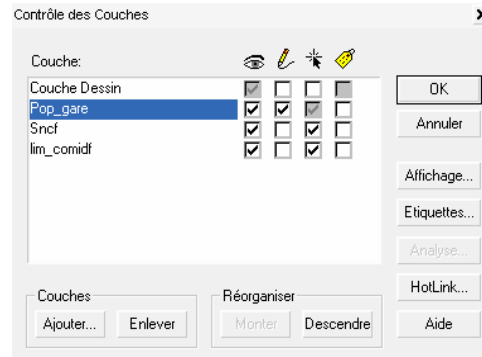 Contrôle des Couches
Couche:
Couche Dessin
Pop_gare
Sncf
lim_comidf
OK
Annuler
Affichage...
Etiquettes...
Analyse...
HotLink...
Aide
Couches
Ajouter...
Enlever
Réorganiser
Monter
Descendre